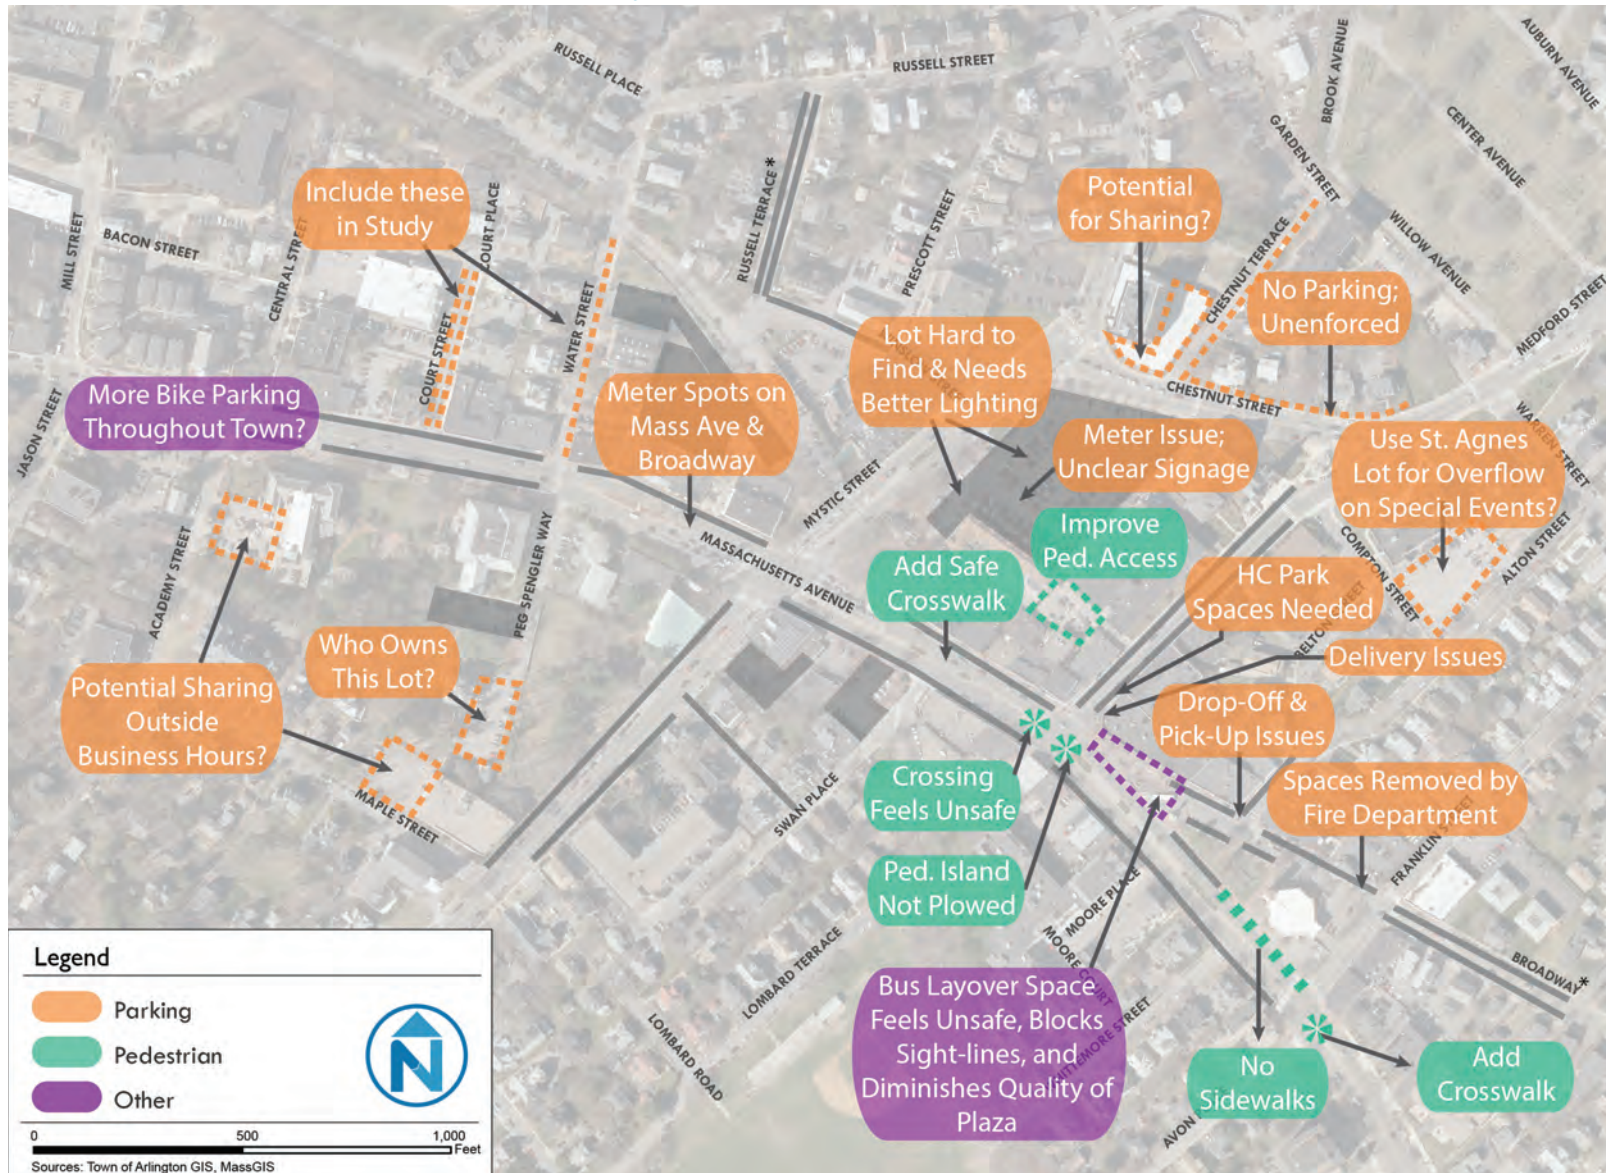 RUSSELL PLACE
RUSSELL STREET
BROOK AVENUE
AUBURN AVENUE
CENTER AVENUE
GARDEN STREET
WILLOW AVENUE
MEDFORD STREET
RUSSELL TERRACE *
PRESCOTT STREET
CHESTNUT TERRACE
Include these
in Study
COURT PLACE
Potential
for Sharing?
No Parking;
Unenforced
MILL STREET
BACON STREET
CENTRAL STREET
COURT STREET
WATER STREET
CHESTNUT STREET
WARREN STREET
JASON STREET
More Bike Parking
Throughout Town?
Meter Spots on
Mass Ave &
Broadway
Lot Hard to
Find & Needs
Better Lighting
Meter Issue;
Unclear Signage
Use St. Agnes
Lot for Overflow
on Special Events?
MYSTIC STREET
MASSACHUSETTS AVENUE
ACADEMY STREET
PEG SPENGLER WAY
Improve
Ped. Access
Add Safe
Crosswalk
HC Park
Spaces Needed
COMPTON STREET
ALTON STREET
BELTON STREET
Delivery Issues
Who Owns
This Lot?
Potential Sharing
Outside
Business Hours?
Drop-Off &
Pick-Up Issues
Crossing
Feels Unsafe
Spaces Removed by
Fire Department
MAPLE STREET
SWAN PLACE
FRANKLIN STREET
Ped. Island
Not Plowed
MOORE PLACE
MOORE COURT
LOMBARD TERRACE
LOMBARD ROAD
BROADWAY*
Bus Layover Space
Feels Unsafe, Blocks
Sight-lines, and
Diminishes Quality of
Plaza
STREET
No
Sidewalks
Add
Crosswalk
AVON
Legend
Parking
Pedestrian
Other
N
0 500 1,000
Feet
Sources: Town of Arlington GIS, MassGIS